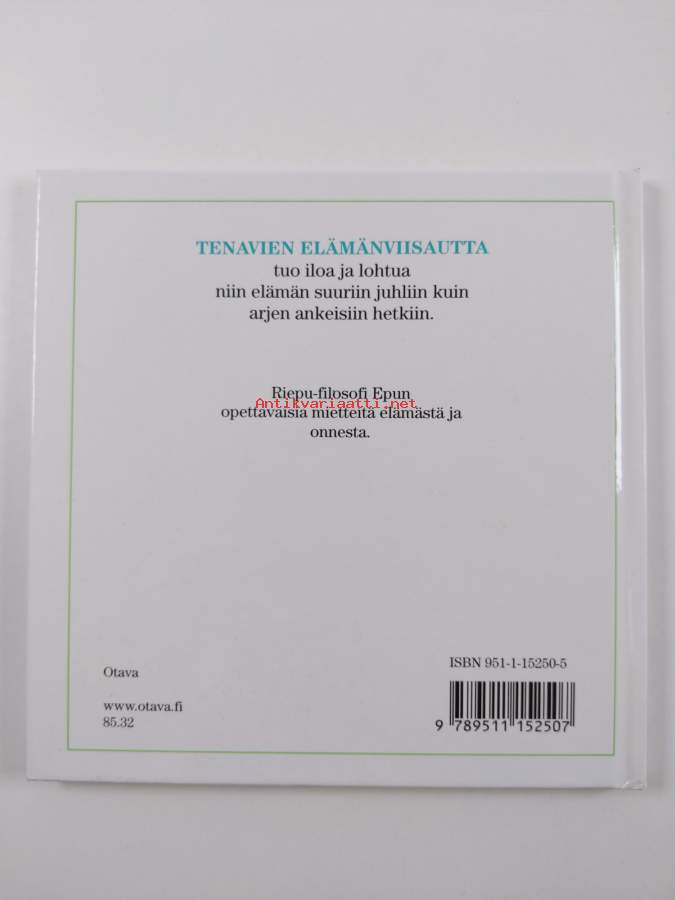 TENAVIEN ELÄMÄNVIISAUTTA
tuo iloa ja lohtua
niin elämän suuriin juhliin kuin
arjen ankeisiin hetkiin.
Riepu-filosofi Epun
Antikvariaatti.net
opettavaisia mietteitä elämästä ja
onnesta.
Otava
www.otava.fi
85.32
ISBN 951-1-15250-5
9 789511 152507